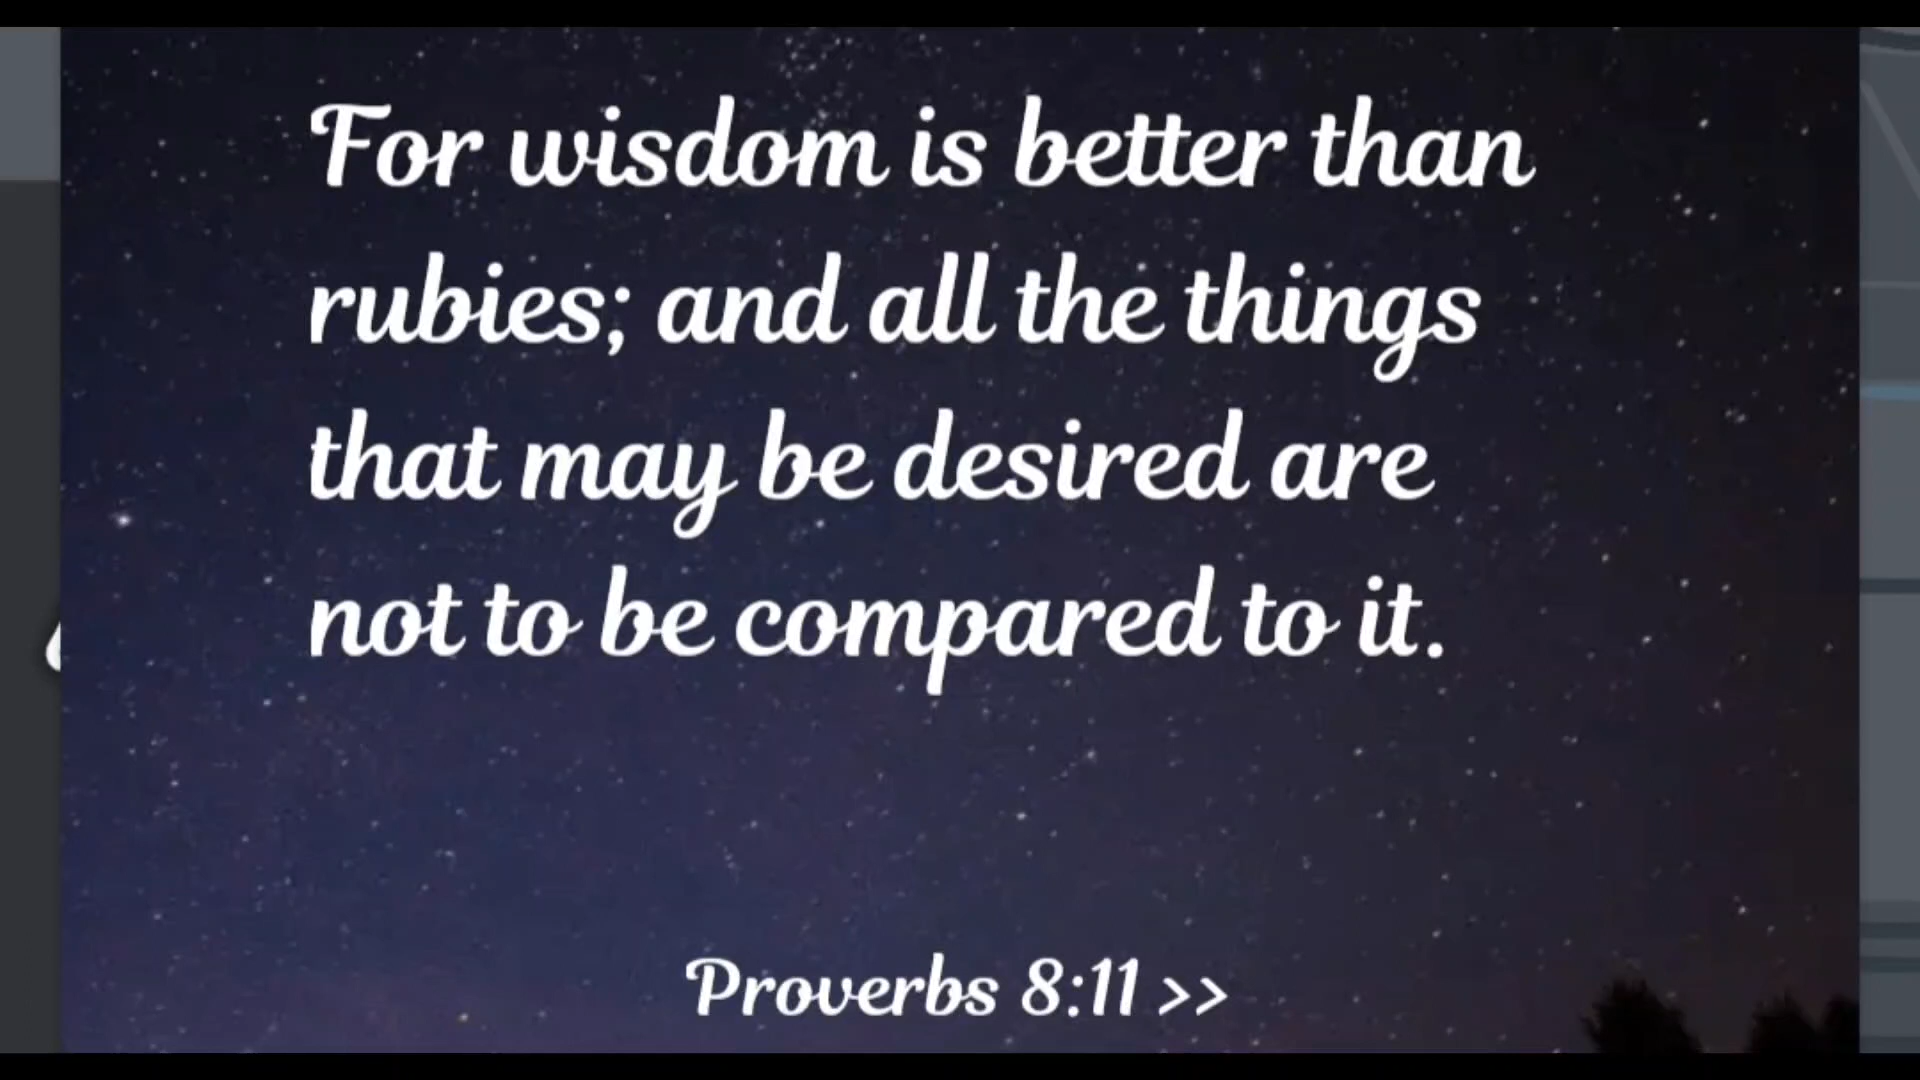 For wisdom is better than
rubies; and all the things
that may be desired are
not to be compared to it.
Proverbs 8:11 >>